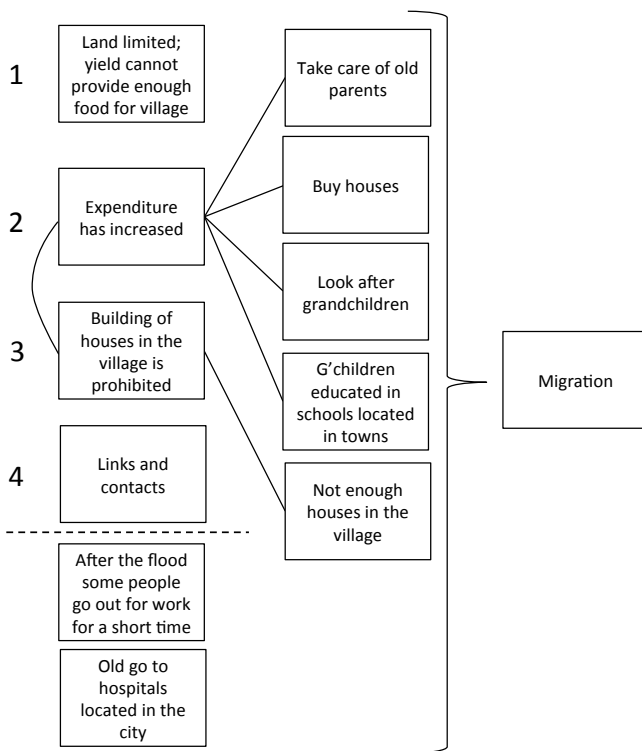 1
Land limited;
yield cannot
provide enough
food for village
2
Expenditure
has increased
3
Building of
houses in the
village is
prohibited
4
Links and
contacts
After the flood
some people
go out for work
for a short time
Old go to
hospitals
located in the
city
Take care of old
parents
Buy houses
Look after
grandchildren
G'children
educated in
schools located
in towns
Not enough
houses in the
village
Migration